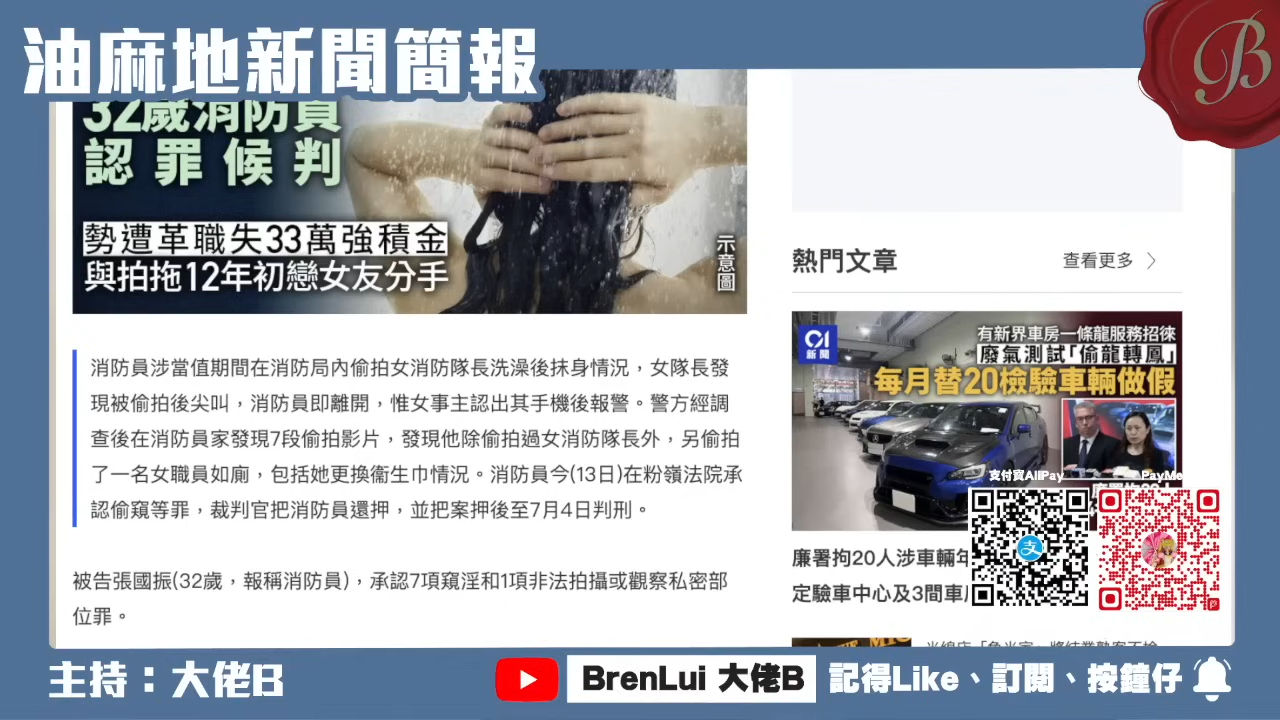 油麻地新聞簡報
B
32歲消防員
認罪候判
勢遭革職失33萬強積金
與拍拖12年初戀女友分手
示意圖
消防員涉當值期間在消防局內偷拍女消防隊長洗澡後抹身情況，女隊長發
現被偷拍後尖叫，消防員即離開，惟女事主認出其手機後報警。警方經調
查後在消防員家發現7段偷拍影片，發現他除偷拍過女消防隊長外，另偷拍
了一名女職員如廁，包括她更換衞生巾情況。消防員今(13日)在粉嶺法院承
認偷窺等罪，裁判官把消防員還押，並把案押後至7月4日判刑。
被告張國振(32歲，報稱消防員)，承認7項窺淫和1項非法拍攝或觀察私密部
位罪。
熱門文章
查看更多
01
新聞
有新界車房一條龍服務招徠
廢氣測試「偷龍轉鳳」
每月替20檢驗車輛做假
支付寶AliPay
PayMe
廉署拘20人涉車輛年
定驗車中心及3間車房
主持：大佬B
BrenLui 大佬B
記得Like、訂閱、按鐘仔